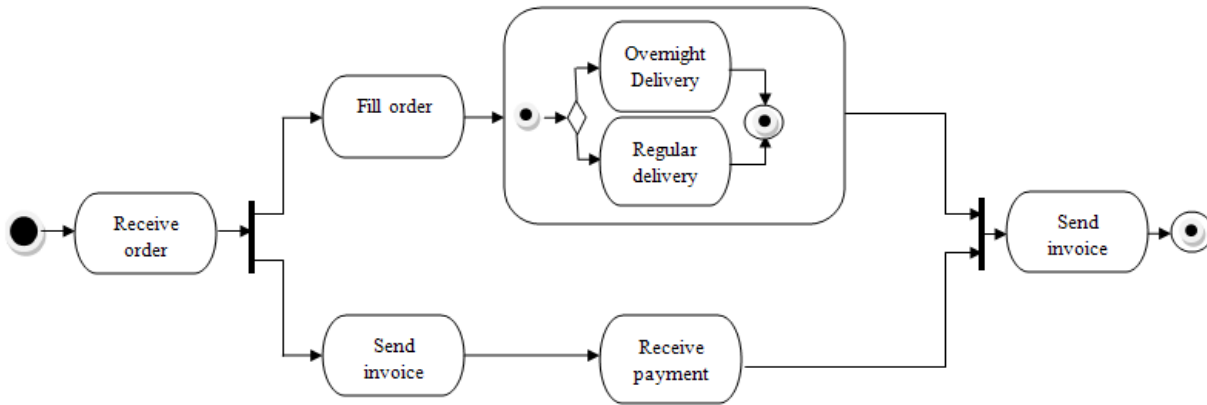 Overnight
Delivery
Fill order
Regular
delivery
Receive
order
Send
invoice
Send
invoice
Receive
payment